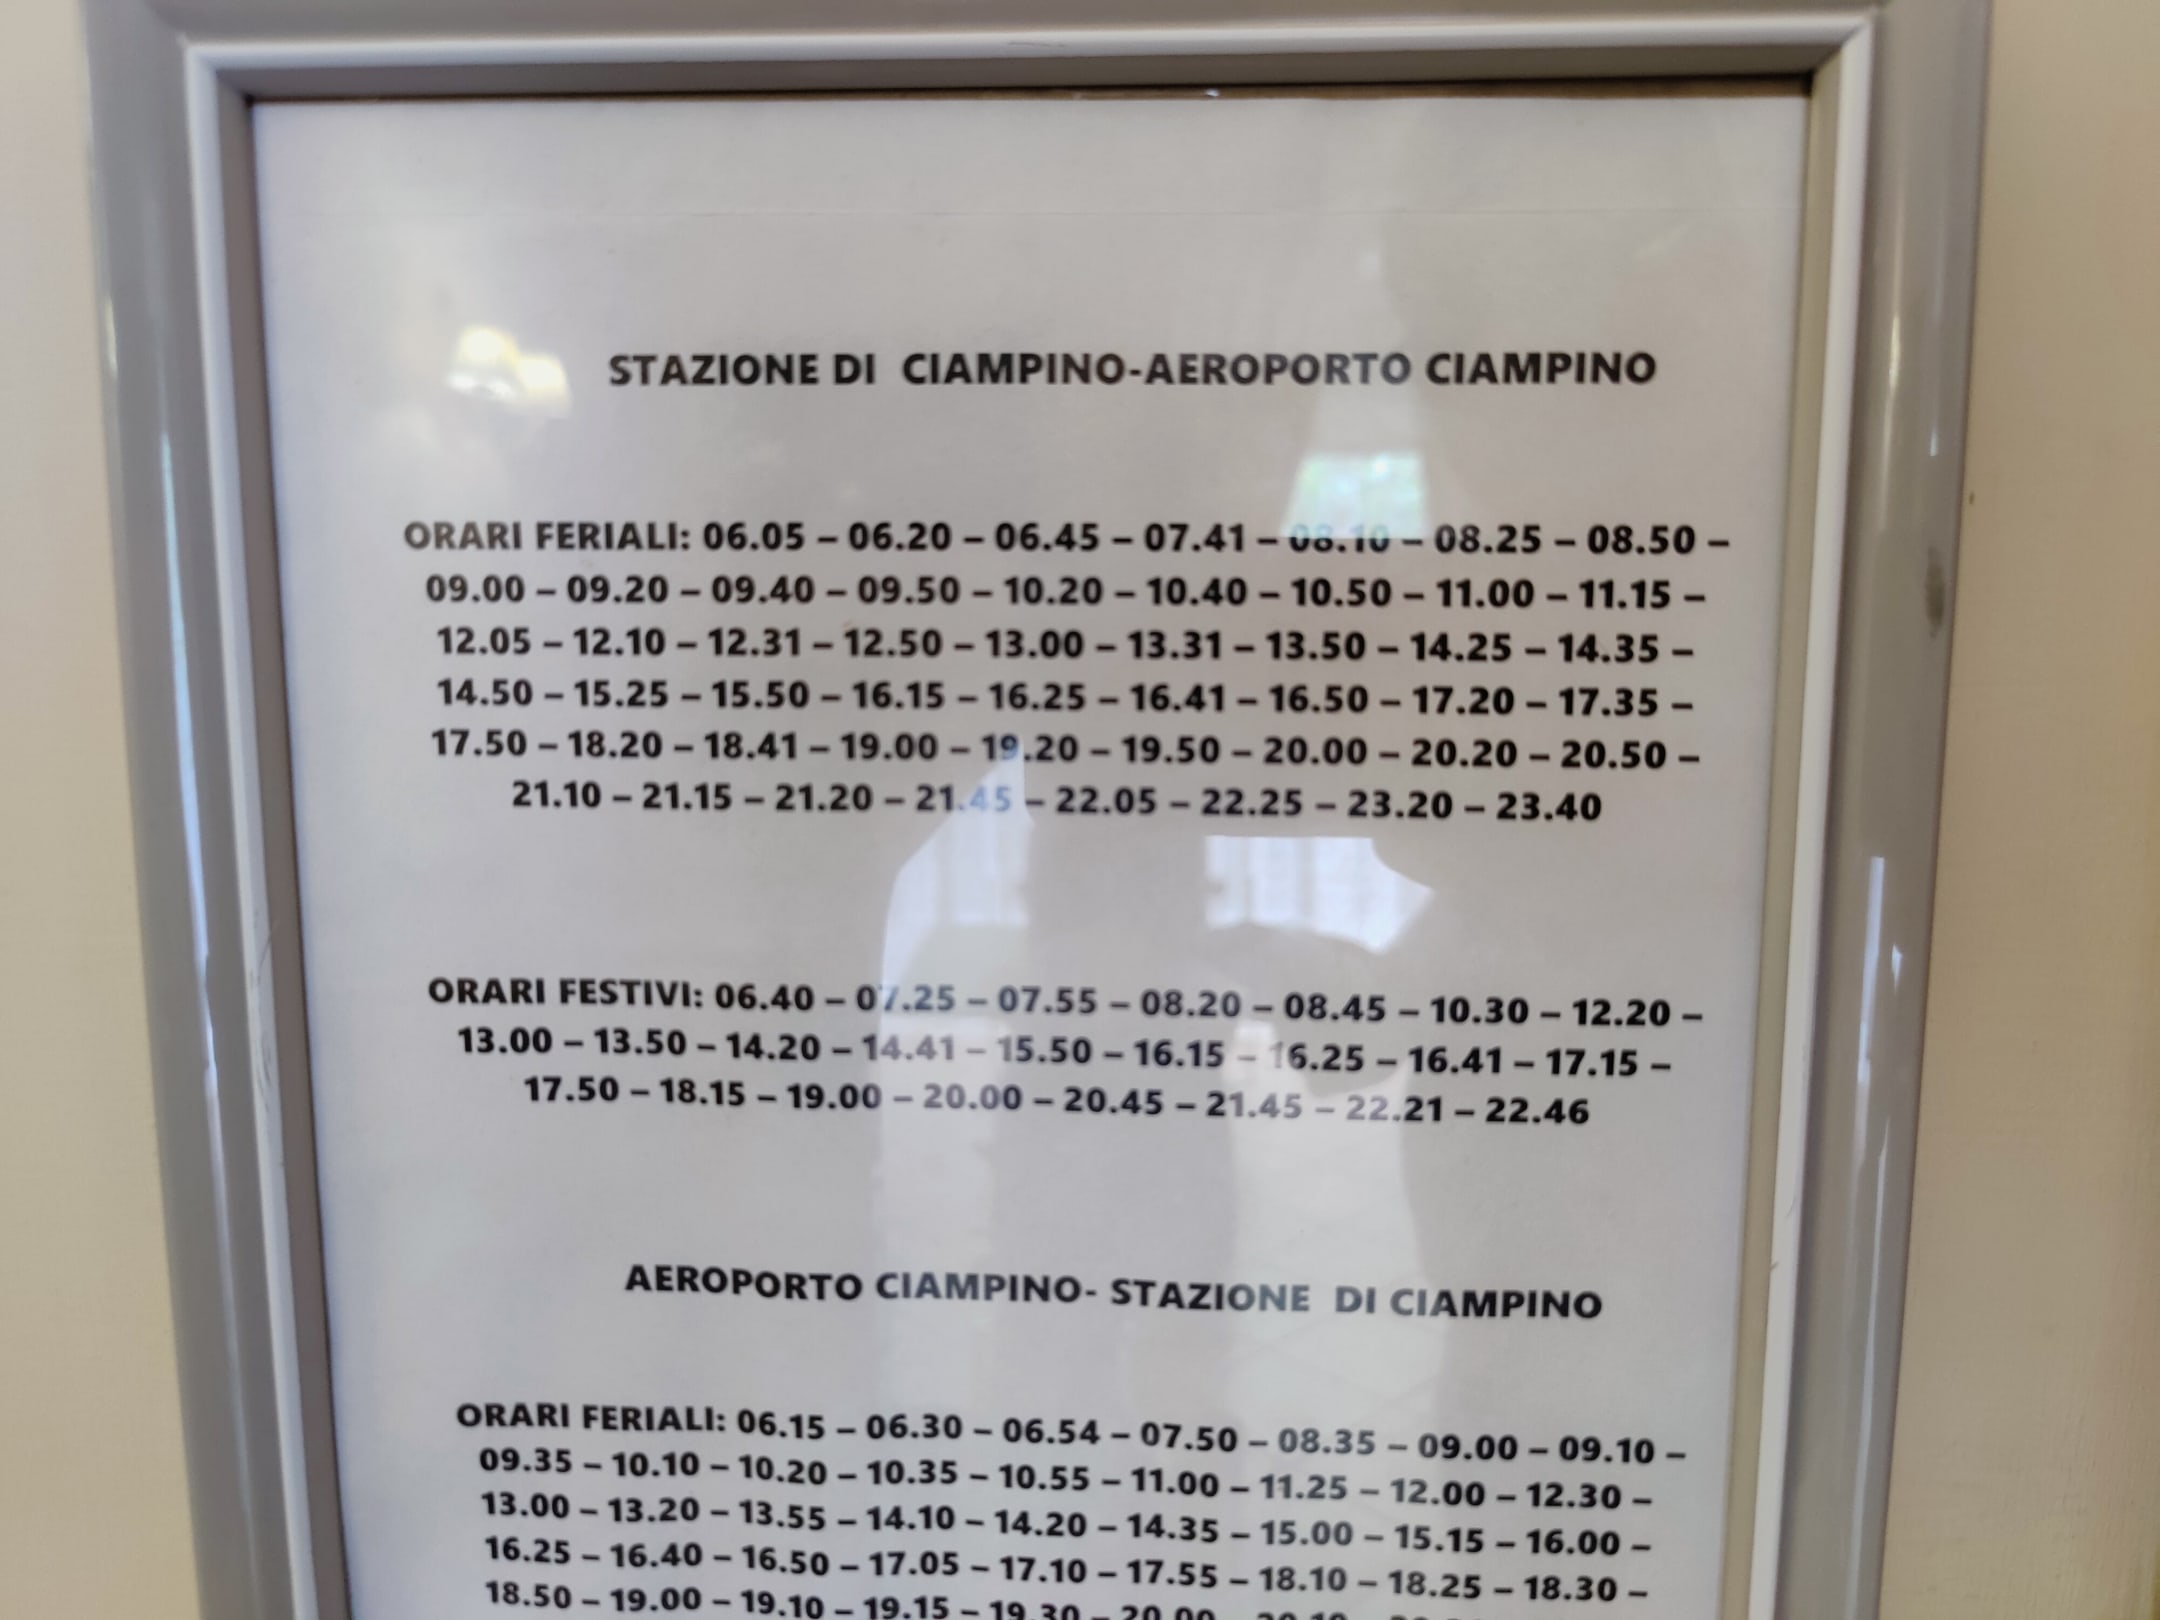 STAZIONE DI CIAMPINO-AEROPORTO CIAMPINO
ORARI FERIALI: 06.05 – 06.20 – 06.45 – 07.41 – 08.10 – 08.25 – 08.50 –
09.00 – 09.20 – 09.40 – 09.50 – 10.20 – 10.40 – 10.50 – 11.00 – 11.15 –
12.05 – 12.10 – 12.31 – 12.50 – 13.00 – 13.31 – 13.50 – 14.25 – 14.35 –
14.50 – 15.25 – 15.50 – 16.15 – 16.25 – 16.41 – 16.50 – 17.20 – 17.35 –
17.50 – 18.20 – 18.41 – 19.00 – 19.20 – 19.50 – 20.00 – 20.20 – 20.50 –
21.10 – 21.15 – 21.20 – 21.45 – 22.05 – 22.25 – 23.20 – 23.40
ORARI FESTIVI: 06.40 – 07.25 – 07.55 – 08.20 – 08.45 – 10.30 – 12.20 –
13.00 – 13.50 – 14.20 – 14.41 – 15.50 – 16.15 – 16.25 – 16.41 – 17.15 –
17.50 – 18.15 – 19.00 – 20.00 – 20.45 – 21.45 – 22.21 – 22.46
AEROPORTO CIAMPINO- STAZIONE DI CIAMPINO
ORARI FERIALI: 06.15 – 06.30 – 06.54 – 07.50 – 08.35 – 09.00 – 09.10 –
09.35 – 10.10 – 10.20 – 10.35 – 10.55 – 11.00 – 11.25 – 12.00 – 12.30 –
13.00 – 13.20 – 13.55 – 14.10 – 14.20 – 14.35 – 15.00 – 15.15 – 16.00 –
16.25 – 16.40 – 16.50 – 17.05 – 17.10 – 17.55 – 18.10 – 18.25 – 18.30 –
18.50 – 19.00 – 19.10 – 19.15 – 19.30 – 20.00